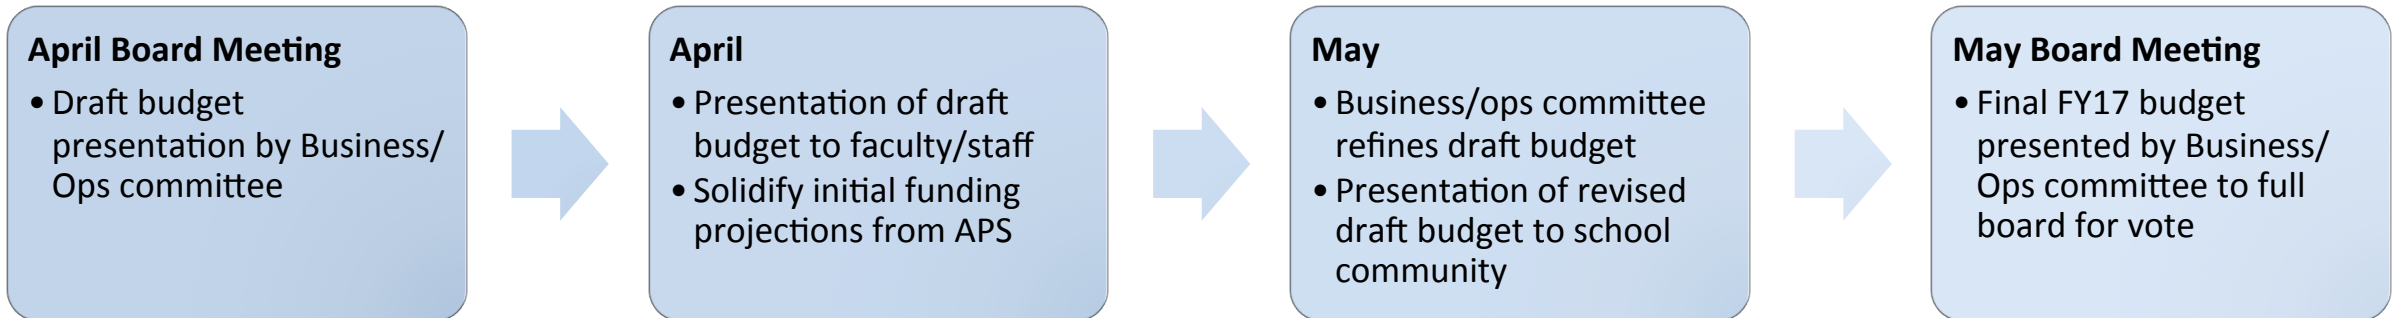 April Board Meeting
• Draft budget
presentation by Business/
Ops committee
April
• Presentation of draft
budget to faculty/staff
• Solidify initial funding
projections from APS
May
• Business/ops committee
refines draft budget
• Presentation of revised
draft budget to school
community
May Board Meeting
• Final FY17 budget
presented by Business/
Ops committee to full
board for vote